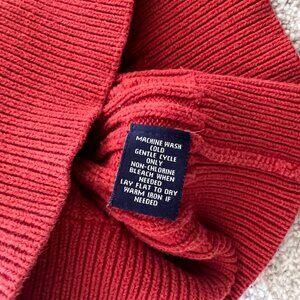 MACHINE WASH
COLD
GENTLE CYCLE
ONLY
NON-CHLORINE
BLEACH WHEN
NEEDED
LAY FLAT TO DRY
WARM IRON IF
NEEDED